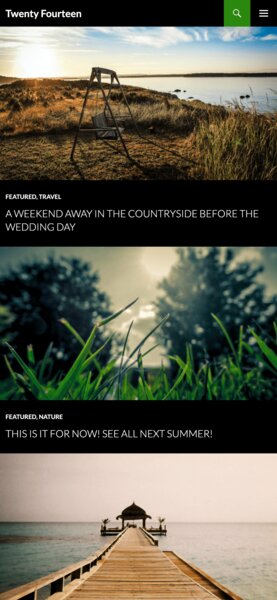 Twenty Fourteen
FEATURED, TRAVEL
A WEEKEND AWAY IN THE COUNTRYSIDE BEFORE THE
WEDDING DAY
FEATURED, NATURE
THIS IS IT FOR NOW! SEE ALL NEXT SUMMER!